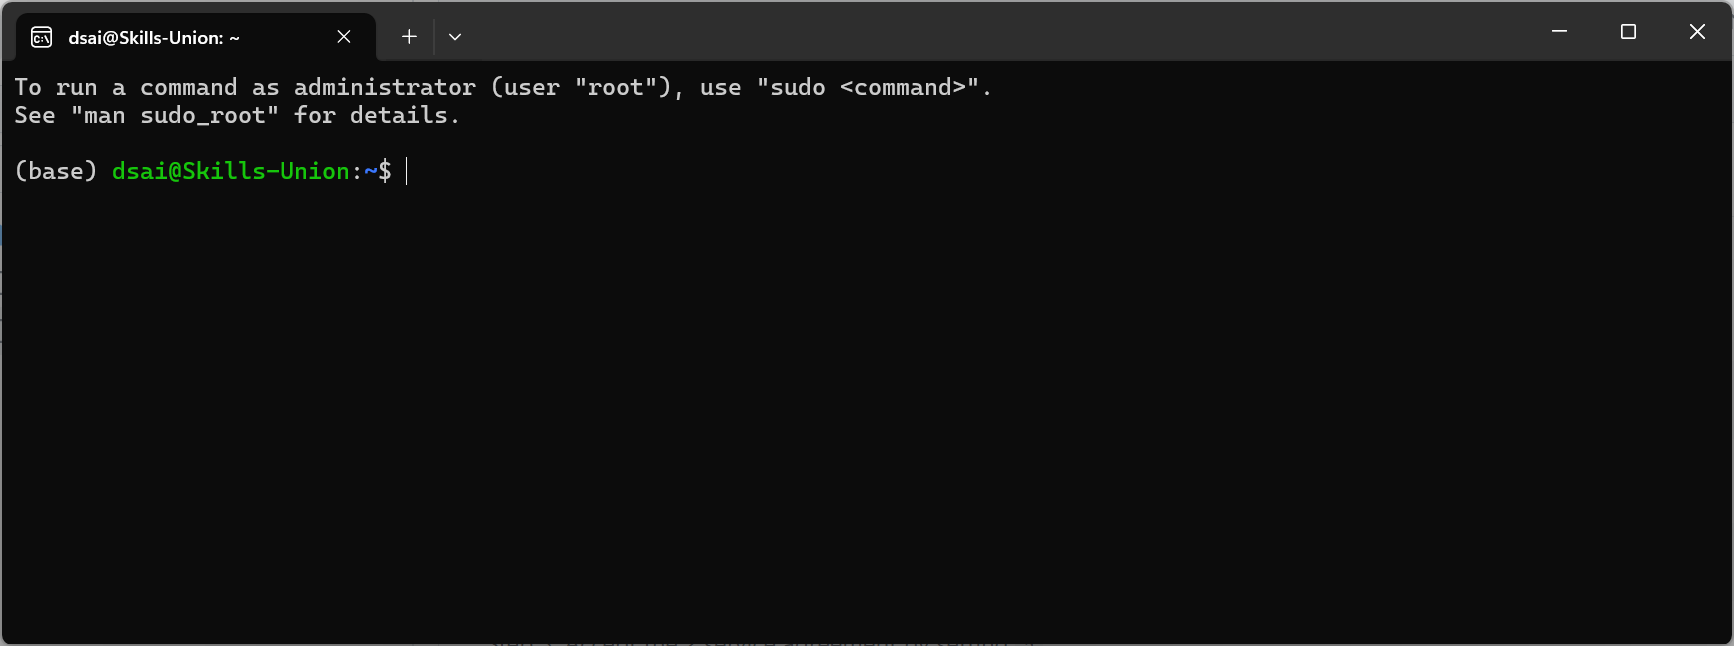 dsai@Skills-Union: ~
To run a command as administrator (user "root"), use "sudo <command>".
See "man sudo_root" for details.
(base) dsai@Skills-Union:~$